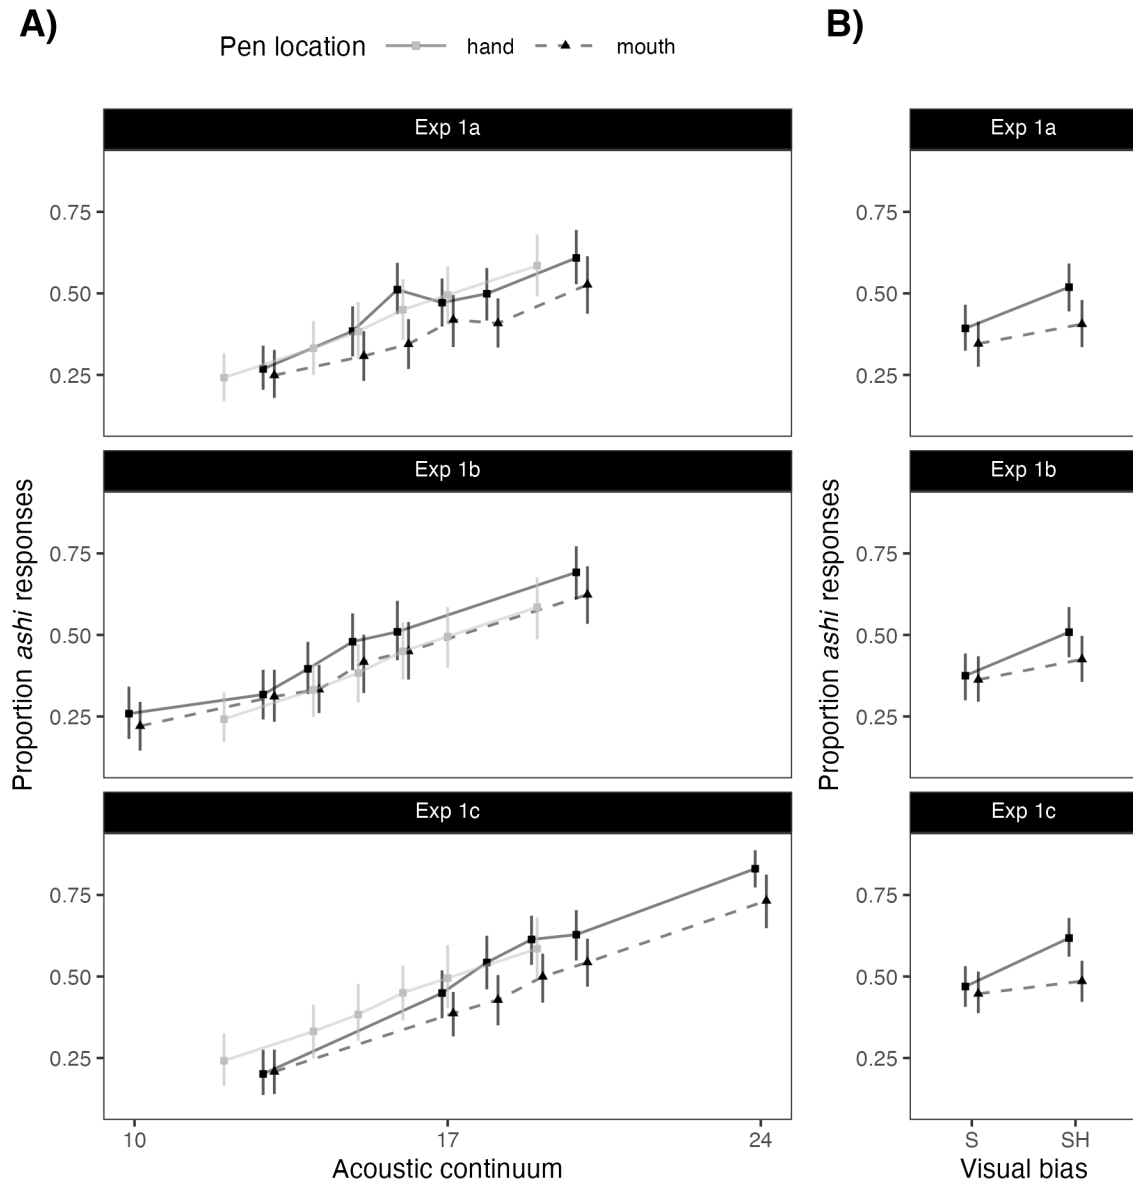 A)
Pen location hand mouth
B)
Exp 1a
Exp 1a
0.75
0.50
0.25
0.75
0.50
0.25
Exp 1b
Exp 1b
0.75
0.50
0.25
0.75
0.50
0.25
Exp 1c
Exp 1c
0.75
0.50
0.25
0.75
0.50
0.25
Proportion ashi responses
Proportion ashi responses
10 17 24
S SH
Acoustic continuum
Visual bias